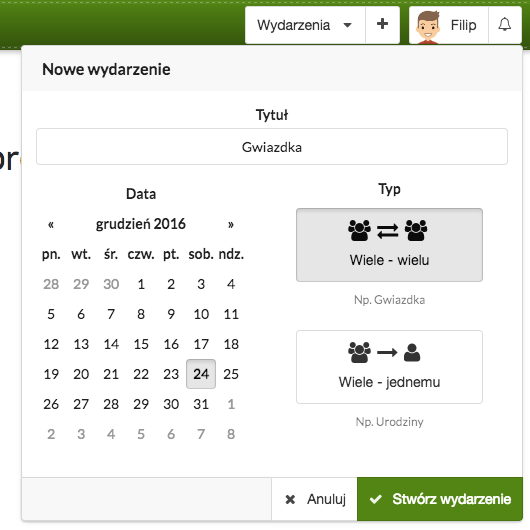 Wydarzenia
Filip
Nowe wydarzenie
Tytuł
Gwiazdka
Data
« grudzień 2016 »
pn. wt. śr. czw. pt. sob. ndz.
28 29 30 1 2 3 4
5 6 7 8 9 10 11
12 13 14 15 16 17 18
19 20 21 22 23 24 25
26 27 28 29 30 31 1
2 3 4 5 6 7 8
Typ
Wiele - wielu
Np. Gwiazdka
Wiele - jednemu
Np. Urodziny
Anuluj
Stwórz wydarzenie